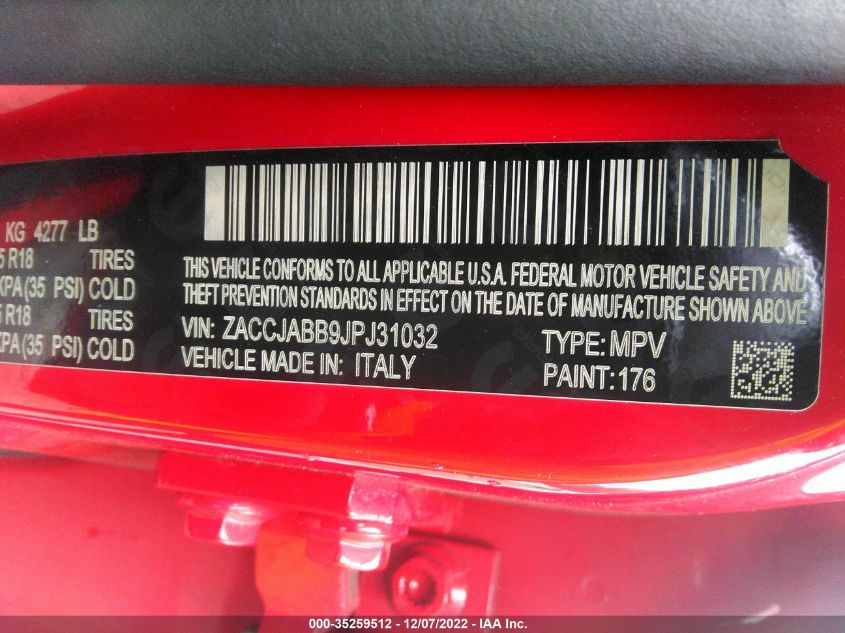 KG 4277 LB
5 R18 TIRES
KPA (35 PSI) COLD
5 R18 TIRES
KPA (35 PSI) COLD
THIS VEHICLE CONFORMS TO ALL APPLICABLE U.S.A. FEDERAL MOTOR VEHICLE SAFETY AND
THEFT PREVENTION STANDARDS IN EFFECT ON THE DATE OF MANUFACTURE SHOWN ABOVE
VIN: ZACCJABB9JPJ31032 TYPE: MPV
VEHICLE MADE IN: ITALY PAINT: 176
000-35259512 - 12/07/2022 - IAA Inc.